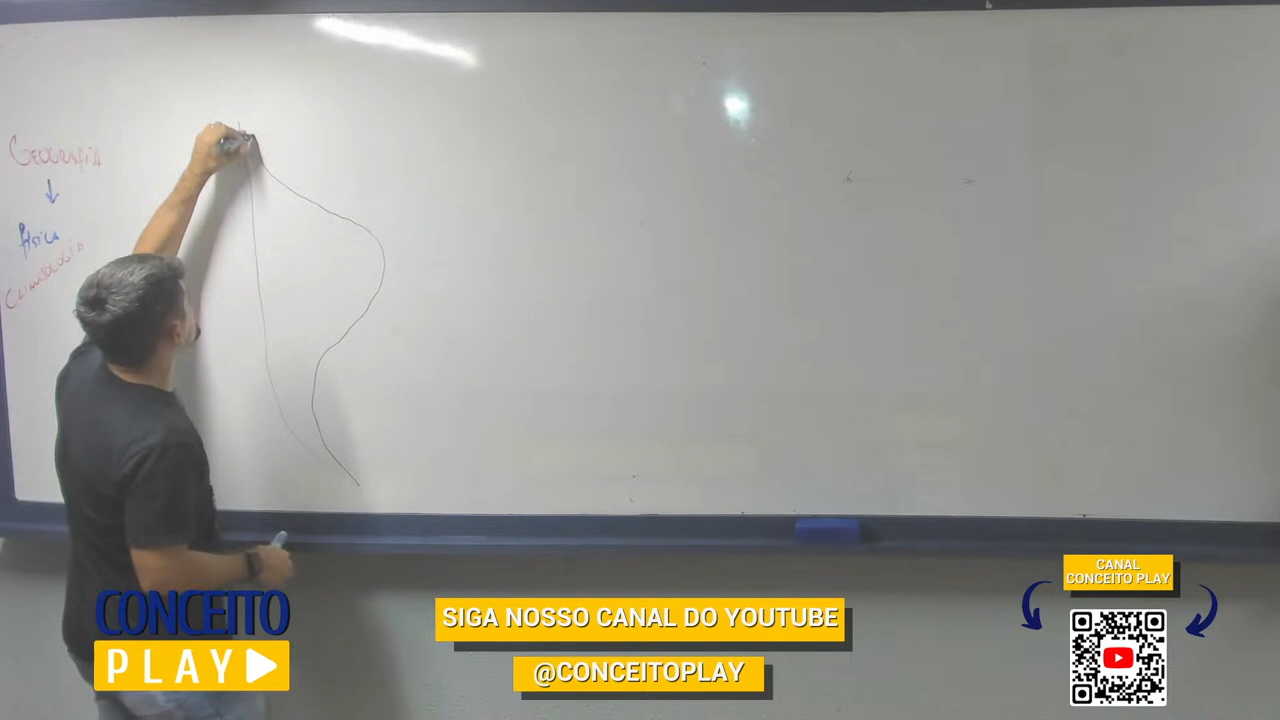 GEOGRAFIA
FÍSICA
CLIMATOLOGIA
CONCEITO
PLAY
SIGA NOSSO CANAL DO YOUTUBE
@CONCEITOPLAY
CANAL
CONCEITO PLAY